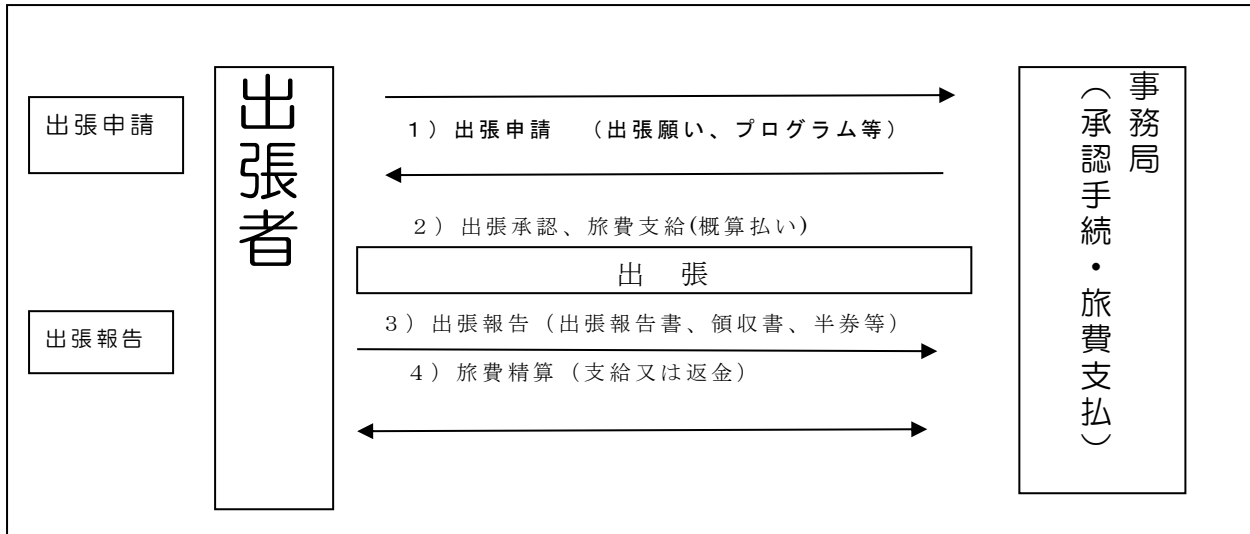 出張申請
出張者
1）出張申請　（出張願い、プログラム等）
2）出張承認、旅費支給(概算払い)
出　張
出張報告
3）出張報告（出張報告書、領収書、半券等）
4）旅費精算（支給又は返金）
事務局
（承認手続・旅費支払）